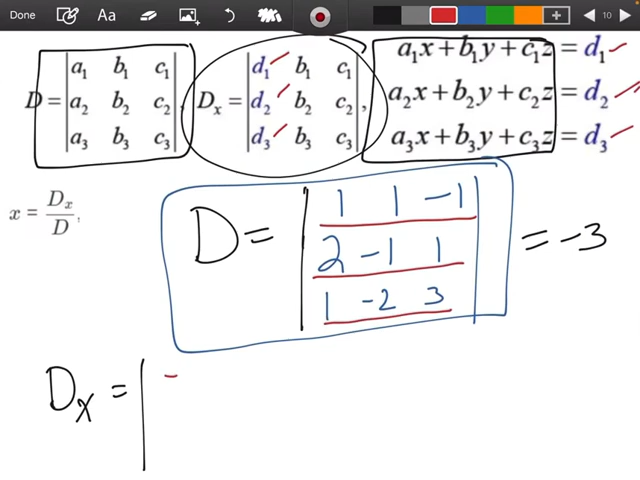 Done 10
D = | a₁ b₁ c₁ | , Dₓ = | d₁ b₁ c₁ | , a₁x + b₁y + c₁z = d₁
| a₂ b₂ c₂ | | d₂ b₂ c₂ | a₂x + b₂y + c₂z = d₂
| a₃ b₃ c₃ | | d₃ b₃ c₃ | a₃x + b₃y + c₃z = d₃
x = Dₓ/D,
D = | 1 1 -1 |
| 2 -1 1 | = -3
| 1 -2 3 |
Dₓ = | -